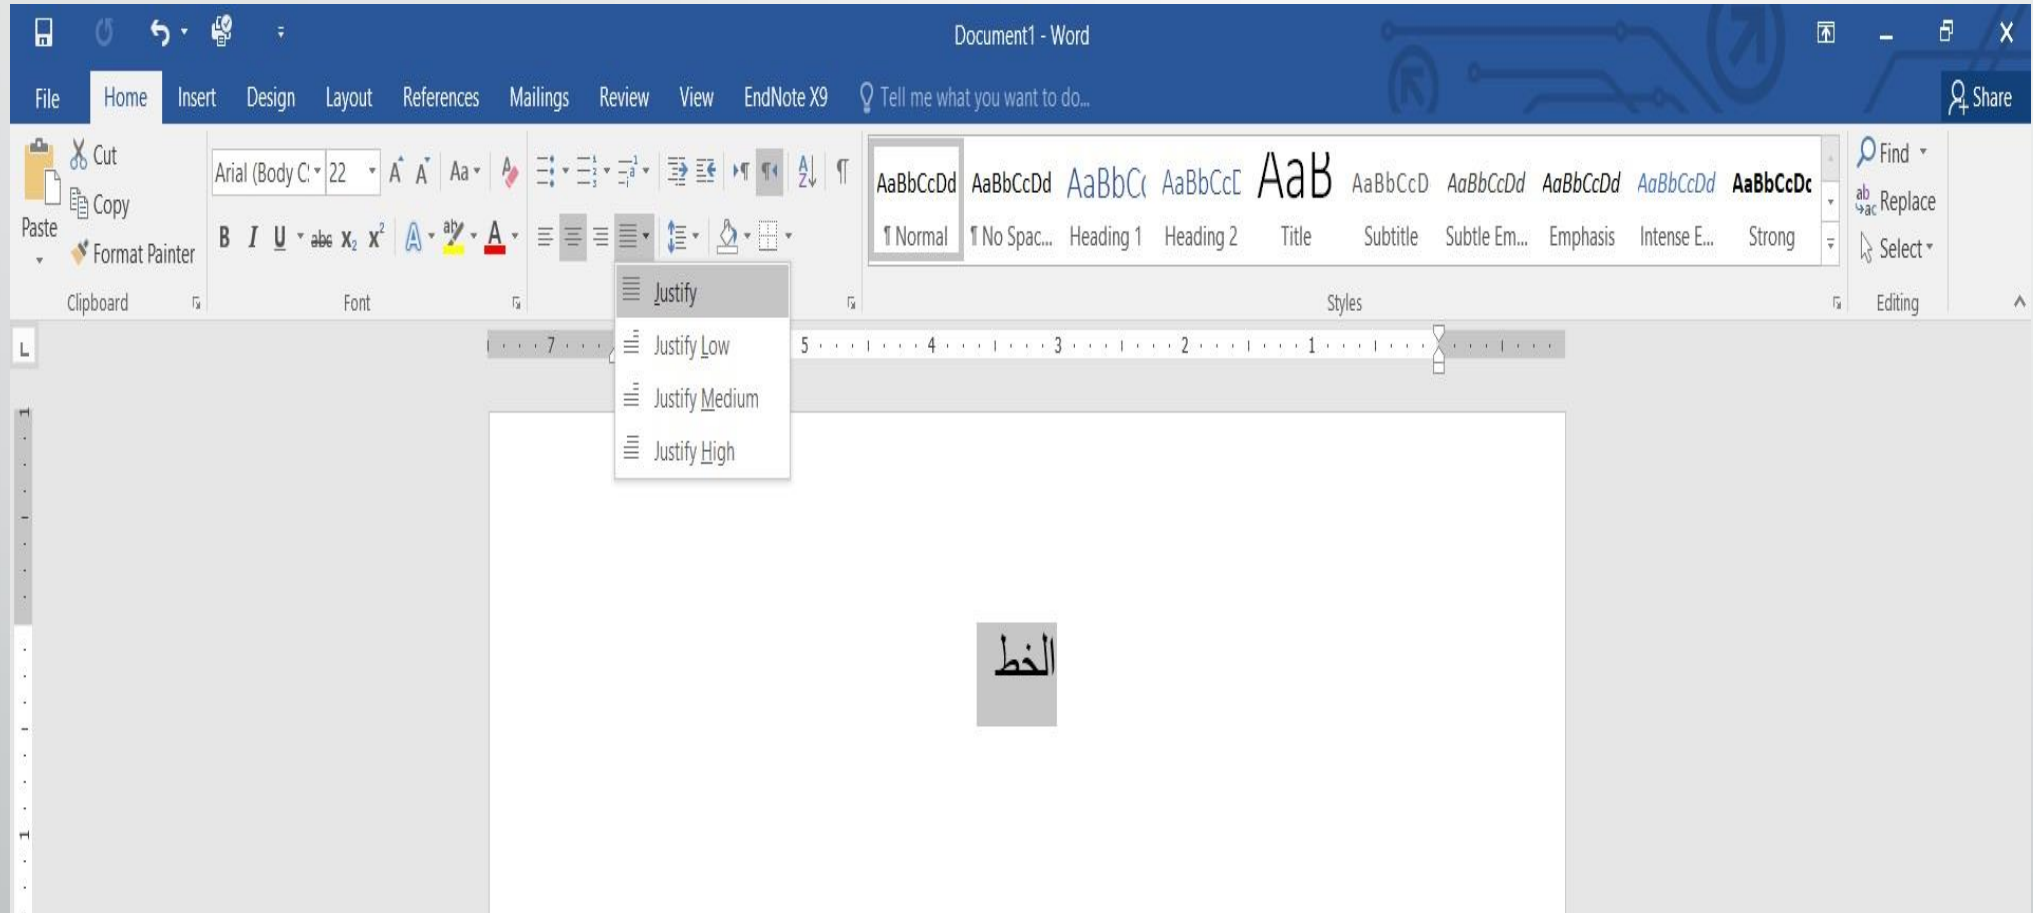 Document1 - Word
File Home Insert Design Layout References Mailings Review View EndNote X9 Tell me what you want to do...
Share
Paste
Cut
Copy
Format Painter
Clipboard
Arial (Body C: 22
Font
Justify
Justify Low
Justify Medium
Justify High
AaBbCcDd AaBbCcDd AaBbCc AaBbCcD AaB AaBbCcD AaBbCcDd AaBbCcDd AaBbCcDd AaBbCcDc
¶ Normal ¶ No Spac... Heading 1 Heading 2 Title Subtitle Subtle Em... Emphasis Intense E... Strong
Styles
Find
Replace
Select
Editing
7 5 4 3 2 1
الخط
1
1